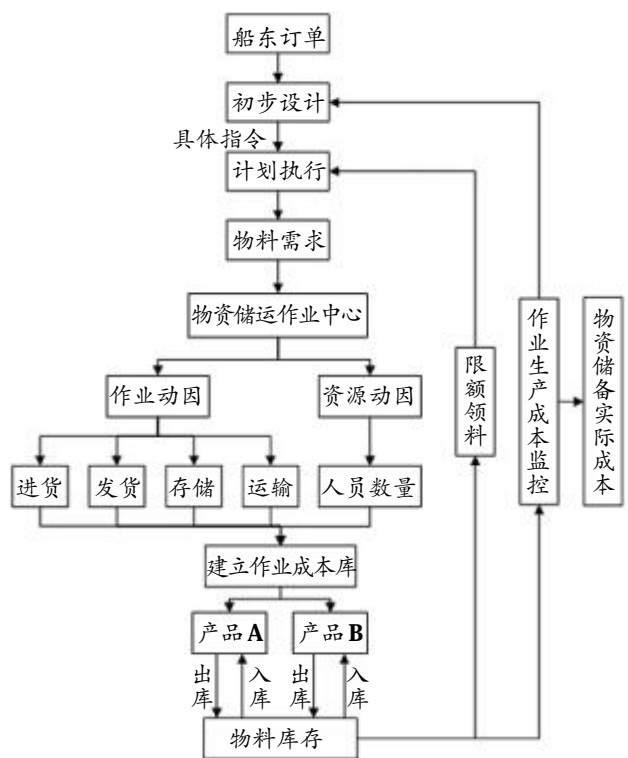 船东订单
初步设计
具体指令
计划执行
物料需求
物资储运作业中心
作业动因
资源动因
限额领料
作业生产成本监控
物资储备实际成本
进货
发货
存储
运输
人员数量
建立作业成本库
产品 A
产品 B
出库
入库
出库
入库
物料库存